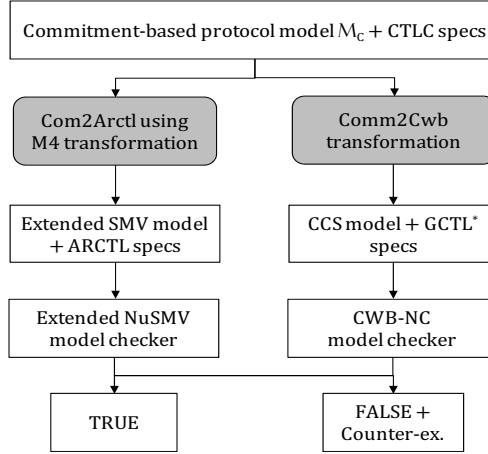 Commitment-based protocol model M_C + CTLC specs
Com2Arctl using
M4 transformation
Comm2Cwb
transformation
Extended SMV model
+ ARCTL specs
CCS model + GCTL*
specs
Extended NuSMV
model checker
CWB-NC
model checker
TRUE
FALSE +
Counter-ex.